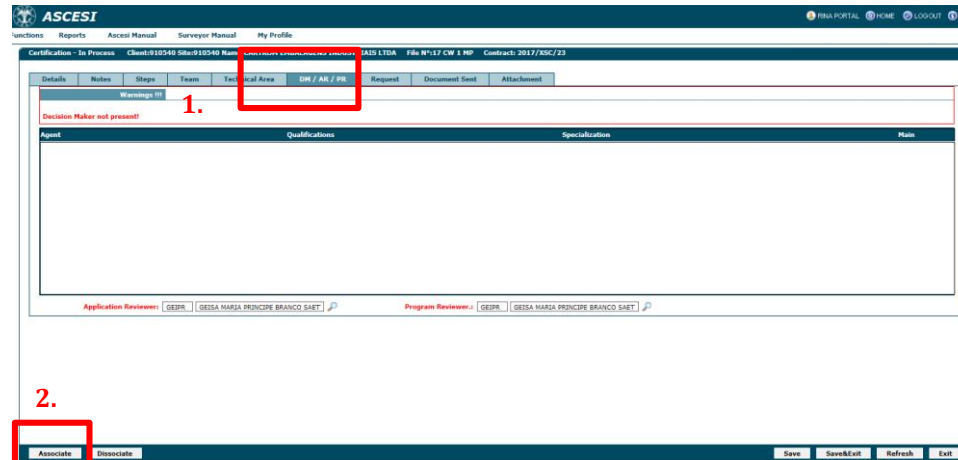 ASCESI
RINA PORTAL HOME LOGOUT
unctions Reports Ascesi Manual Surveyor Manual My Profile
Certification - In Process Client:910540 Site:910540 Nam IAIS LTDA File N°:17 CW 1 MP Contract: 2017/XSC/23
Details Notes Steps Team Technical Area DM / AR / PR Request Document Sent Attachment
Warnings !!!
1.
Decision Maker not present!
Agent Qualifications Specialization Main
Application Reviewer: GEIPR GEISA MARIA PRINCIPE BRANCO SAET Program Reviewer.: GEIPR GEISA MARIA PRINCIPE BRANCO SAET
2.
Associate Dissociate Save Save&Exit Refresh Exit